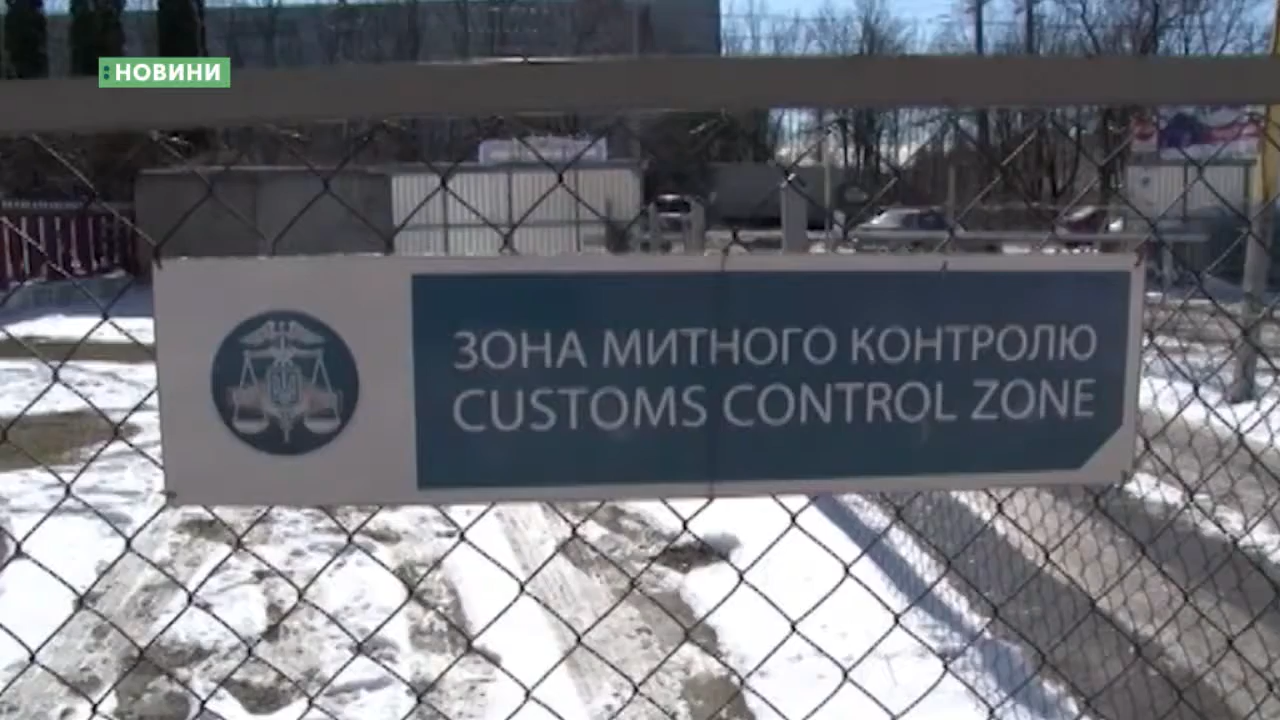 :НОВИНИ
ЗОНА МИТНОГО КОНТРОЛЮ
CUSTOMS CONTROL ZONE